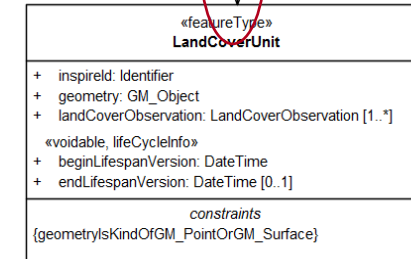 «featureType»
LandCoverUnit
+ inspireId: Identifier
+ geometry: GM_Object
+ landCoverObservation: LandCoverObservation [1..*]
«voidable, lifeCycleInfo»
+ beginLifespanVersion: DateTime
+ endLifespanVersion: DateTime [0..1]
constraints
{geometryIsKindOfGM_PointOrGM_Surface}